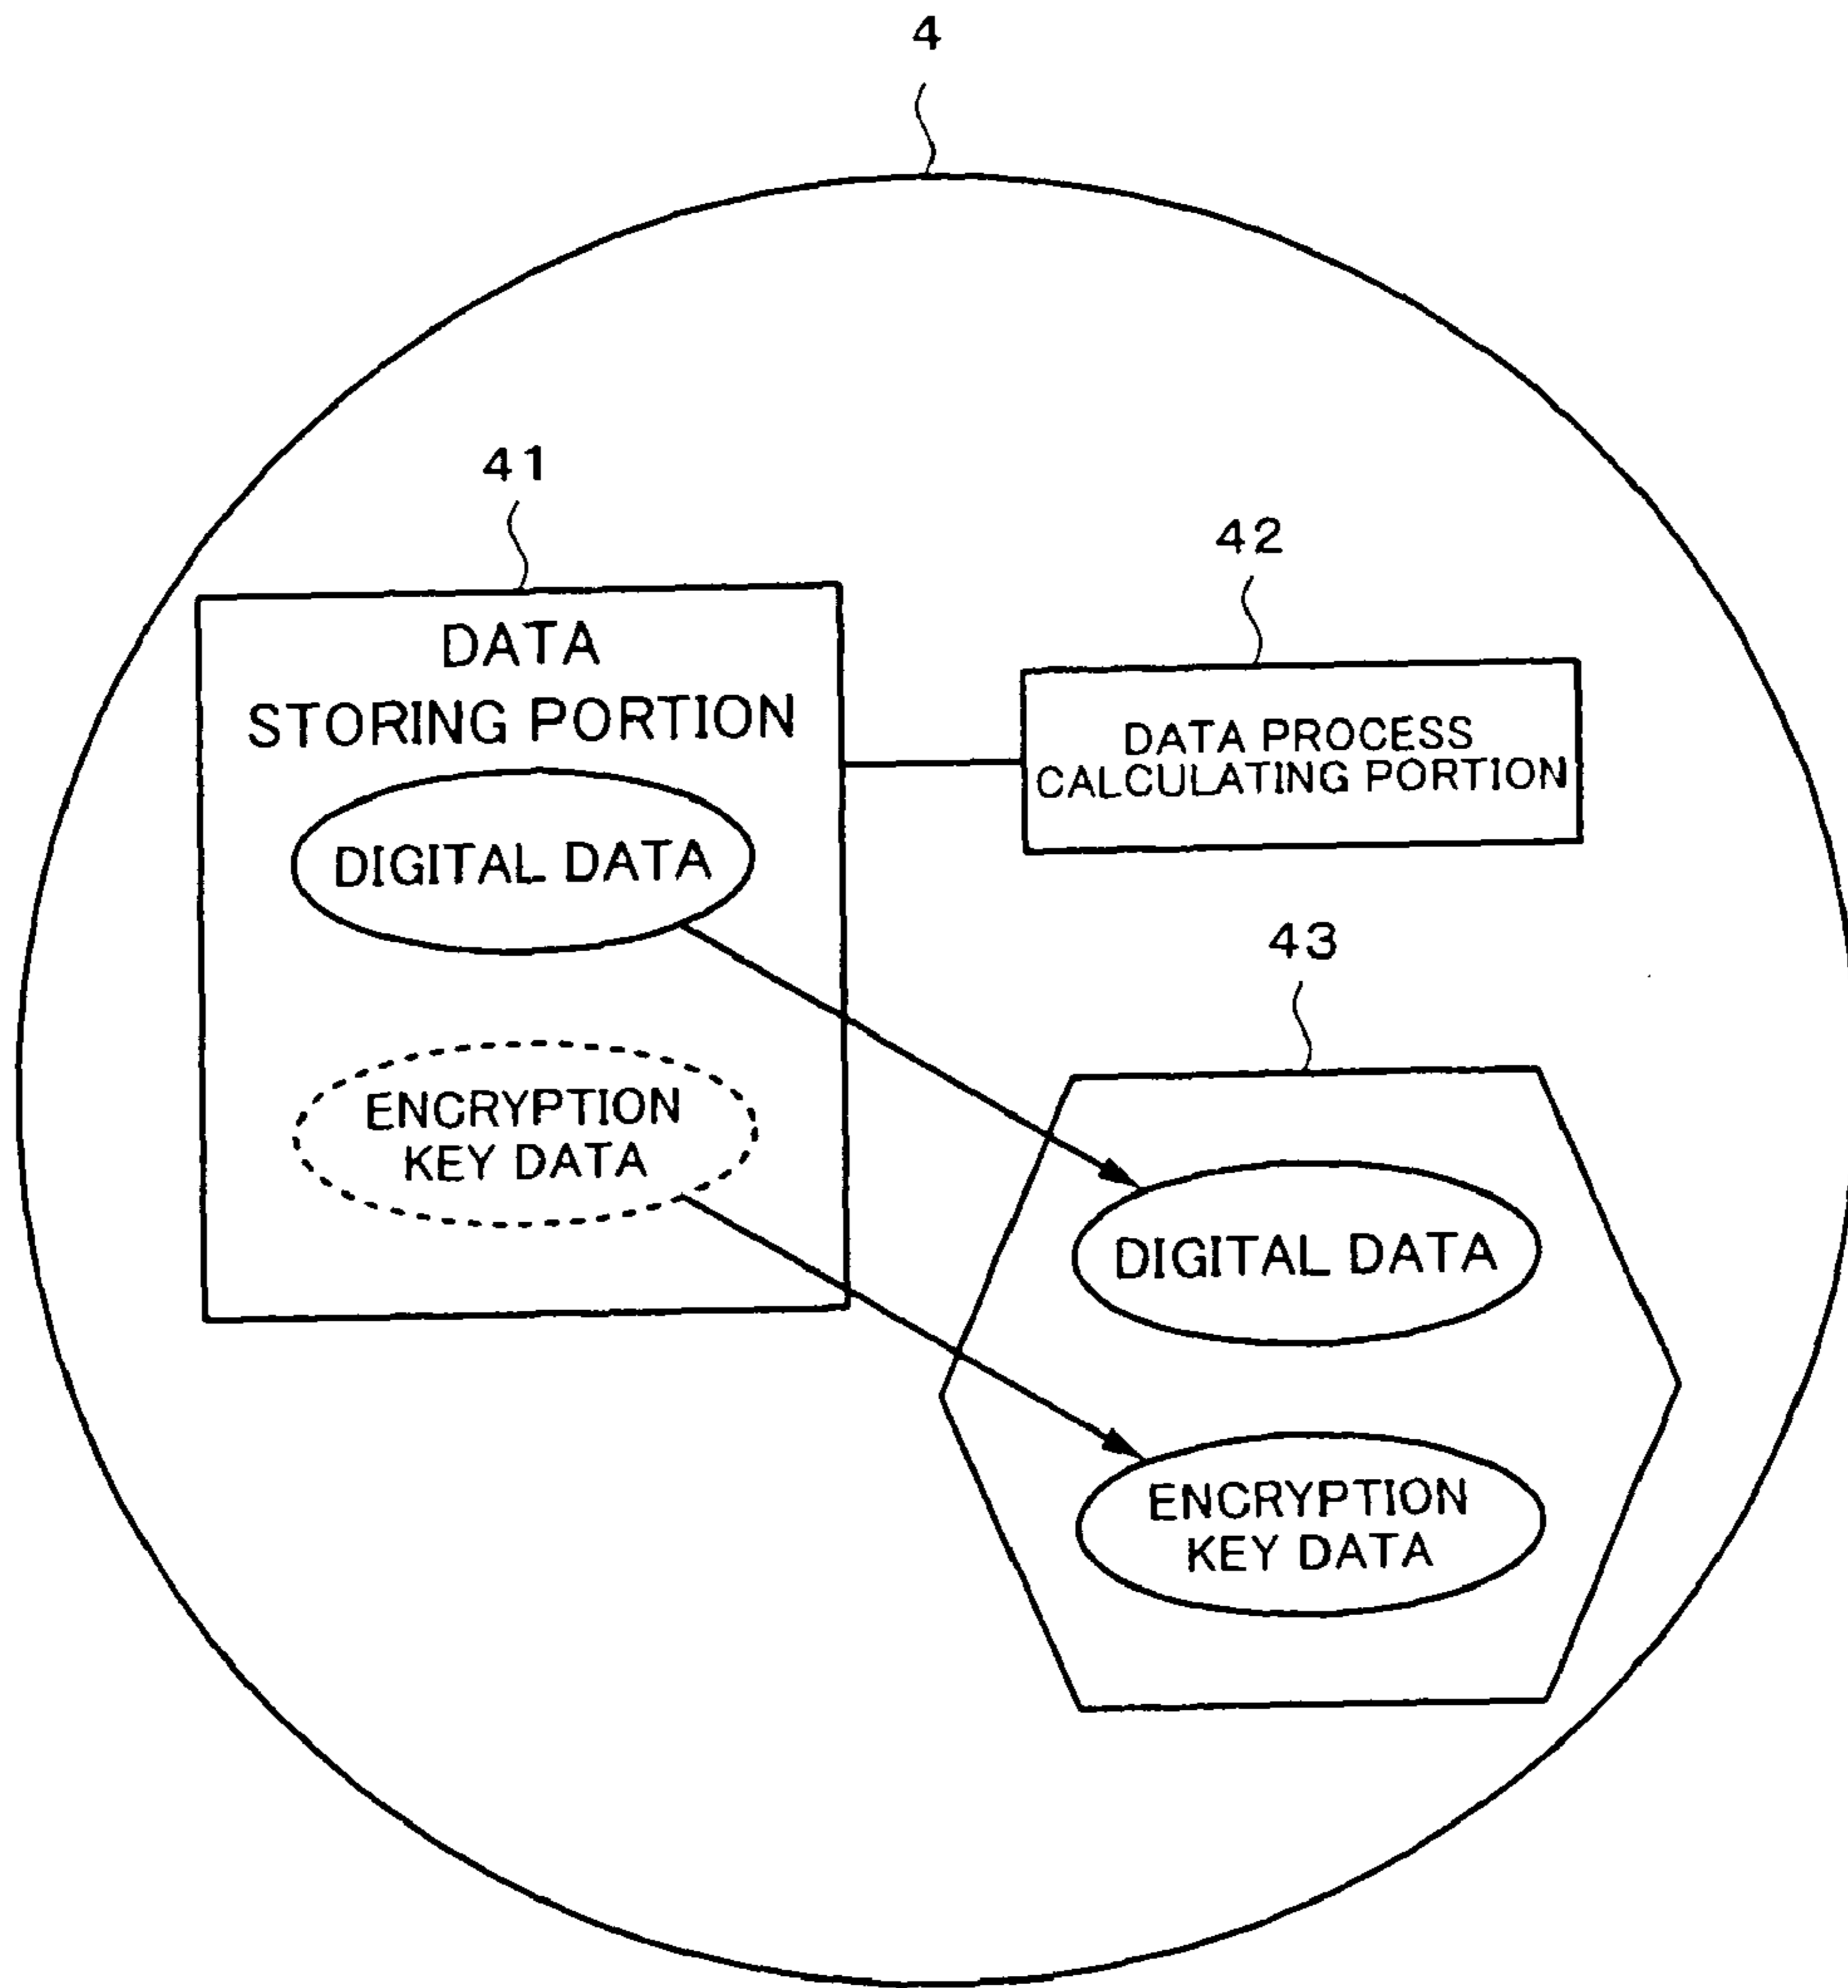 4
41
DATA
STORING PORTION
DIGITAL DATA
ENCRYPTION
KEY DATA
42
DATA PROCESS
CALCULATING PORTION
43
DIGITAL DATA
ENCRYPTION
KEY DATA